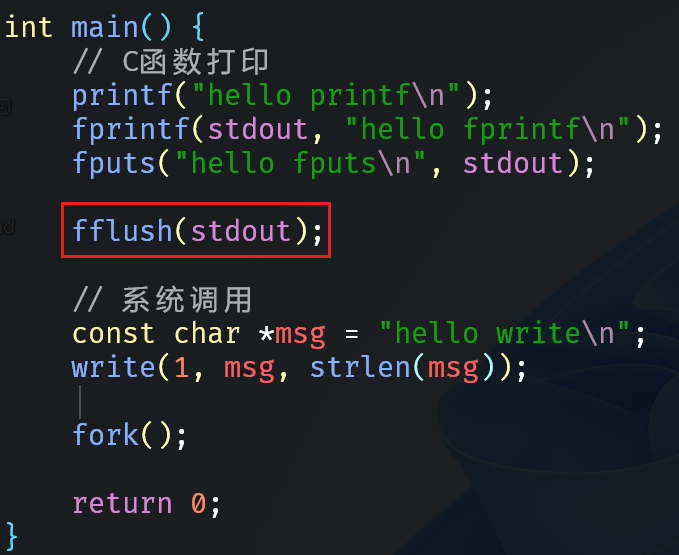 int main() {
// C函数打印
printf("hello printf\n");
fprintf(stdout, "hello fprintf\n");
fputs("hello fputs\n", stdout);
fflush(stdout);
// 系统调用
const char *msg = "hello write\n";
write(1, msg, strlen(msg));
fork();
return 0;
}